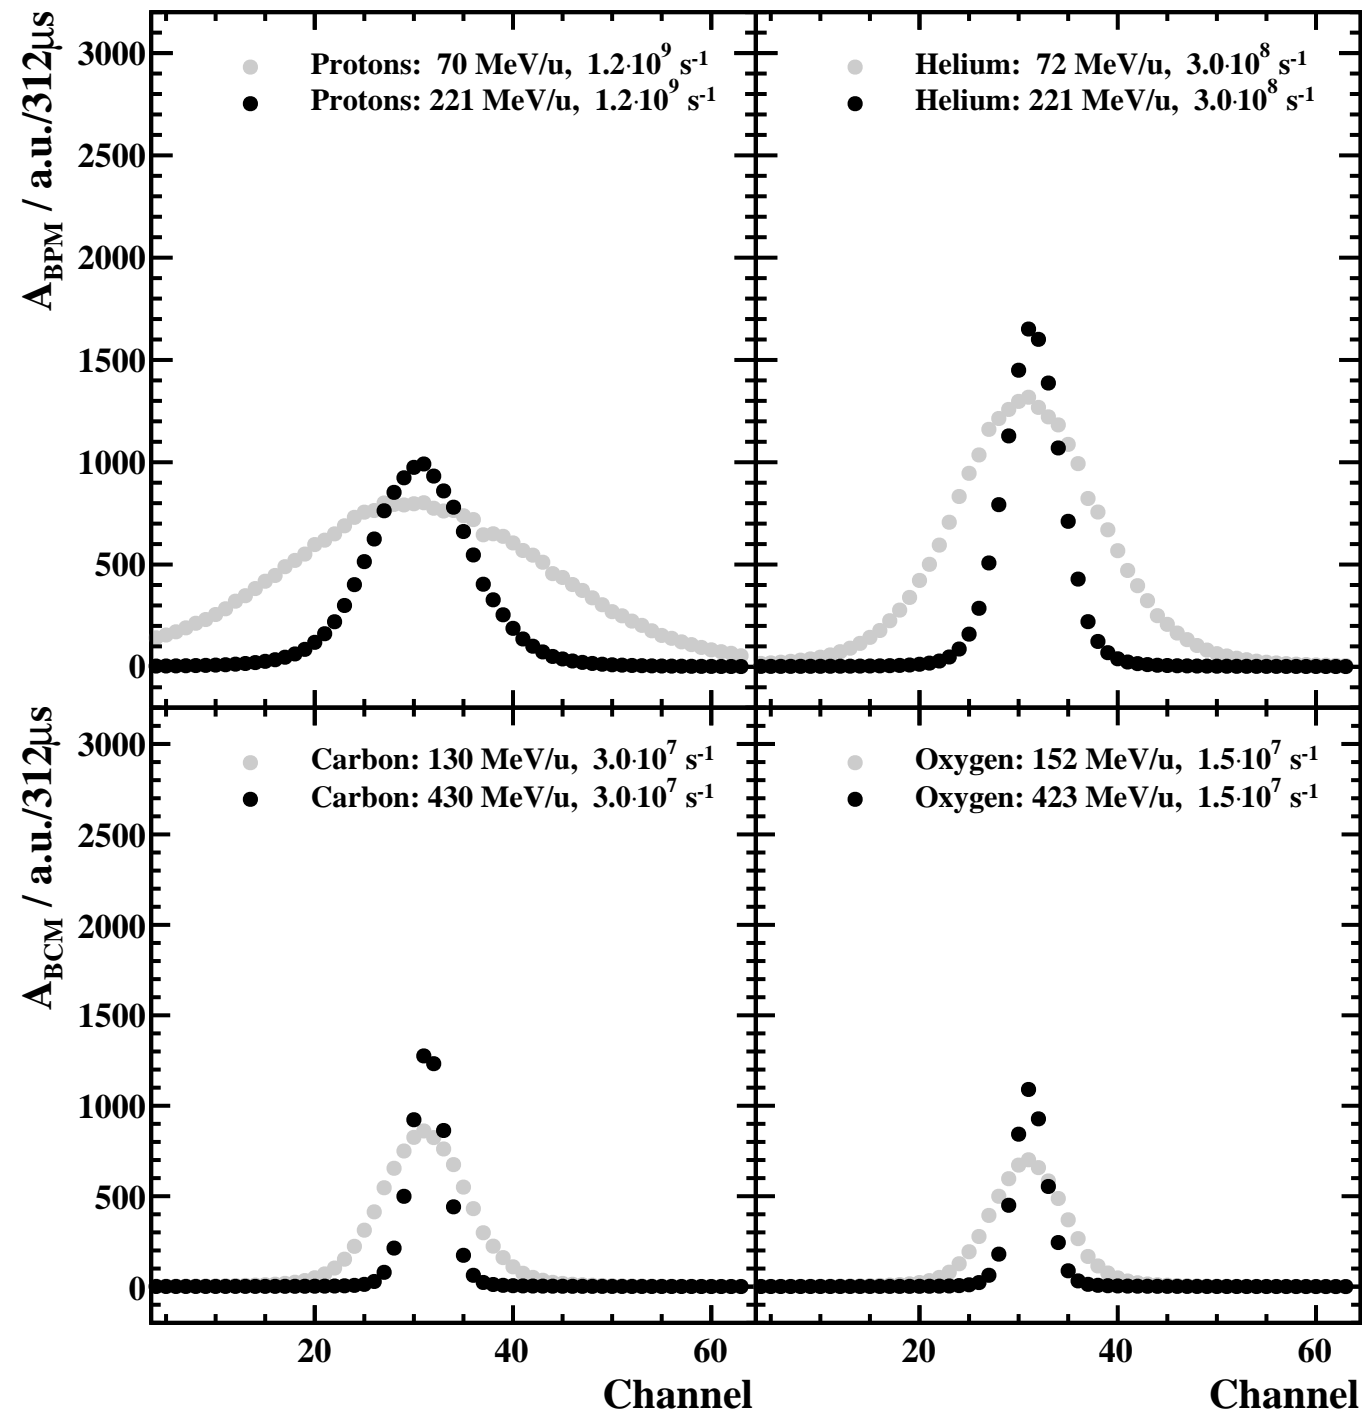 A_BPM / a.u./312μs
3000
2500
2000
1500
1000
500
0
Protons: 70 MeV/u, 1.2·10^9 s^-1
Protons: 221 MeV/u, 1.2·10^9 s^-1
Helium: 72 MeV/u, 3.0·10^8 s^-1
Helium: 221 MeV/u, 3.0·10^8 s^-1
A_BCM / a.u./312μs
3000
2500
2000
1500
1000
500
0
Carbon: 130 MeV/u, 3.0·10^7 s^-1
Carbon: 430 MeV/u, 3.0·10^7 s^-1
Oxygen: 152 MeV/u, 1.5·10^7 s^-1
Oxygen: 423 MeV/u, 1.5·10^7 s^-1
20 40 60 20 40 60
Channel Channel